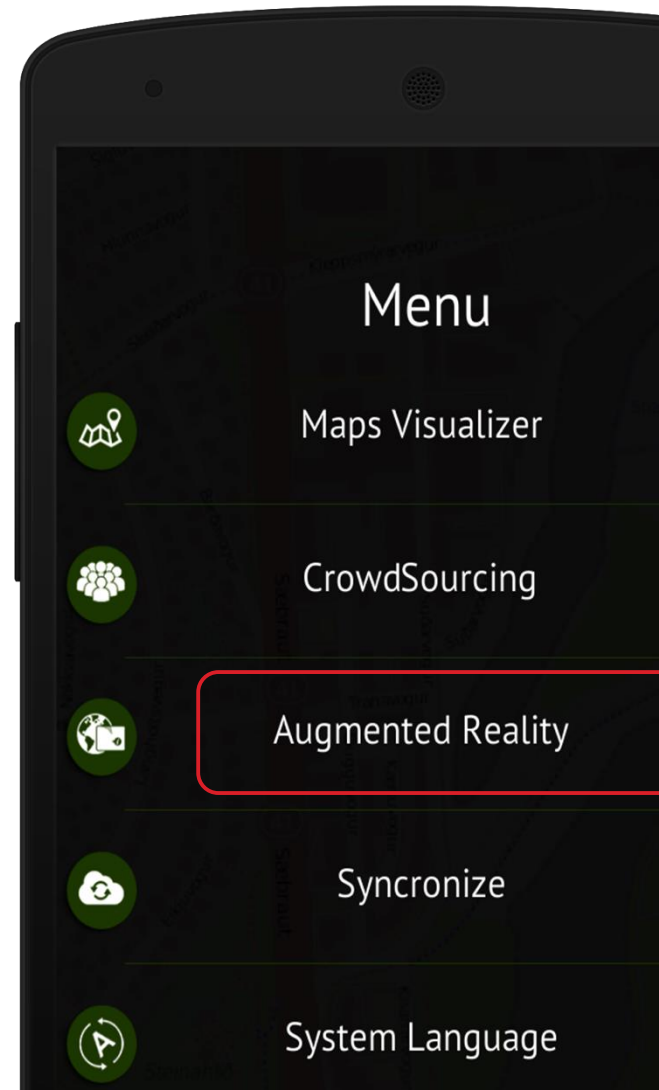 Menu
Maps Visualizer
CrowdSourcing
Augmented Reality
Syncronize
System Language